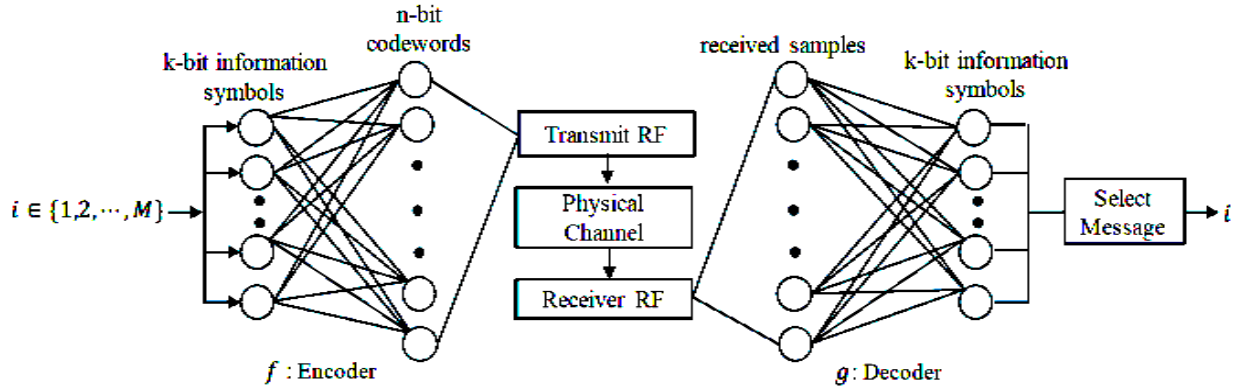 n-bit
codewords
k-bit information
symbols
i ∈ {1,2,⋯,M}
f : Encoder
Transmit RF
Physical
Channel
Receiver RF
received samples
k-bit information
symbols
g: Decoder
Select
Message
i